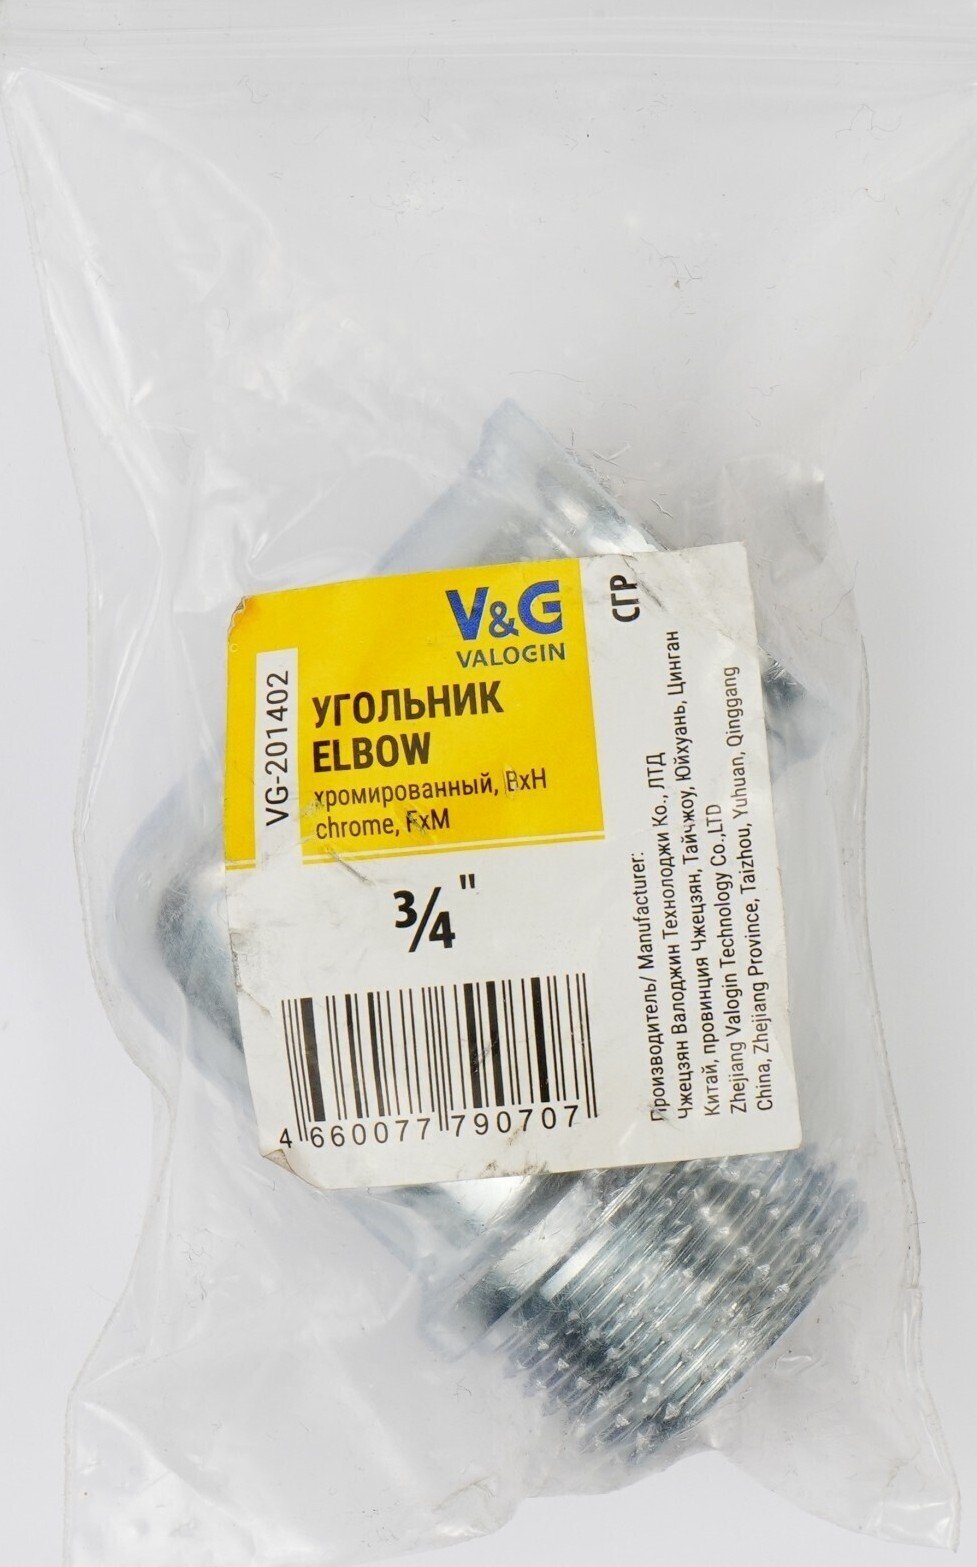 V&G
VALOGIN
VG-201402
УГОЛЬНИК
ELBOW
хромированный, ВхН
chrome, FxM
3/4"
4 660077 790707
СГР
Производитель/ Manufacturer:
Чжецзян Валоджин Технолоджи Ко., ЛТД
Китай, провинция Чжецзян, Тайчжоу, Юйхуань, Цинган
Zhejiang Valogin Technology Co.,LTD
China, Zhejiang Province, Taizhou, Yuhuan, Qinggang